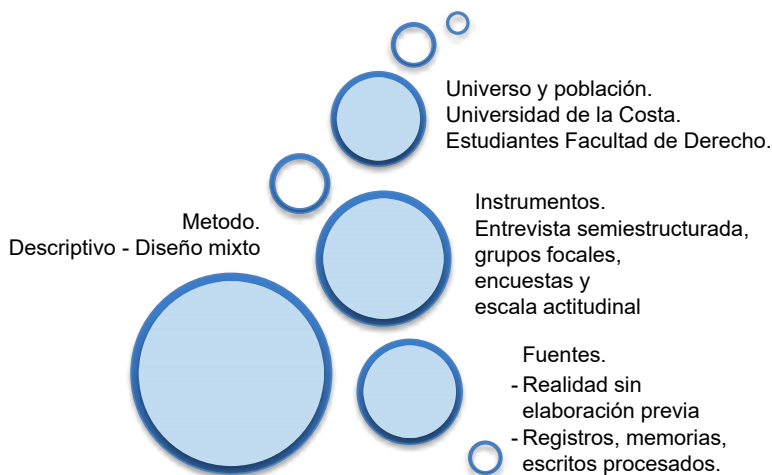 Universo y población.
Universidad de la Costa.
Estudiantes Facultad de Derecho.
Metodo.
Descriptivo - Diseño mixto
Instrumentos.
Entrevista semiestructurada,
grupos focales,
encuestas y
escala actitudinal
Fuentes.
- Realidad sin
elaboración previa
- Registros, memorias,
escritos procesados.